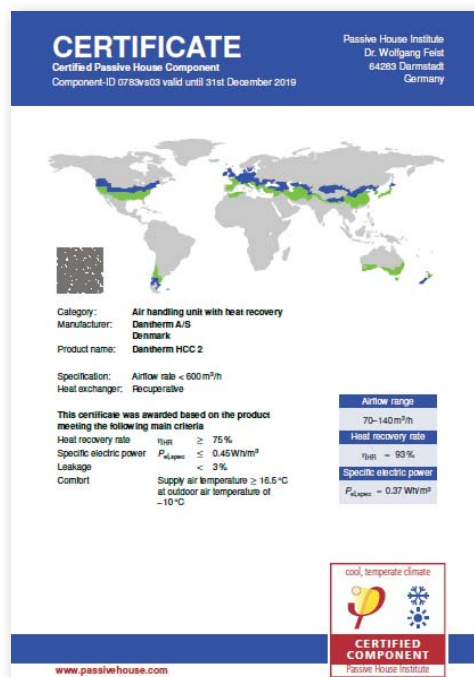 CERTIFICATE
Certified Passive House Component
Component-ID 0783vs03 valid until 31st December 2019
Passive House Institute
Dr. Wolfgang Feist
64283 Darmstadt
Germany
Category: Air handling unit with heat recovery
Manufacturer: Dantherm A/S
Denmark
Product name: Dantherm HCC 2
Specification: Airflow rate < 600 m³/h
Heat exchanger: Recuperative
This certificate was awarded based on the product
meeting the following main criteria
Heat recovery rate ηHR ≥ 75 %
Specific electric power Pel,spec ≤ 0.45 Wh/m³
Leakage < 3 %
Comfort Supply air temperature ≥ 16.5 °C
at outdoor air temperature of
−10 °C
Airflow range
70–140 m³/h
Heat recovery rate
ηHR = 93 %
Specific electric power
Pel,spec = 0.37 Wh/m³
cool, temperate climate
CERTIFIED
COMPONENT
Passive House Institute
www.passivehouse.com